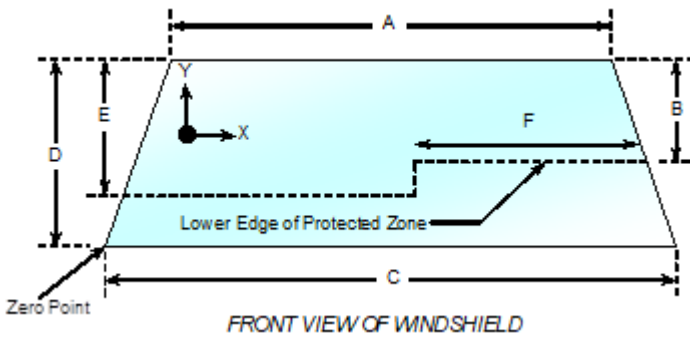 A
Y
E
B
F
X
D
Lower Edge of Protected Zone
C
Zero Point
FRONT VIEW OF WINDSHIELD